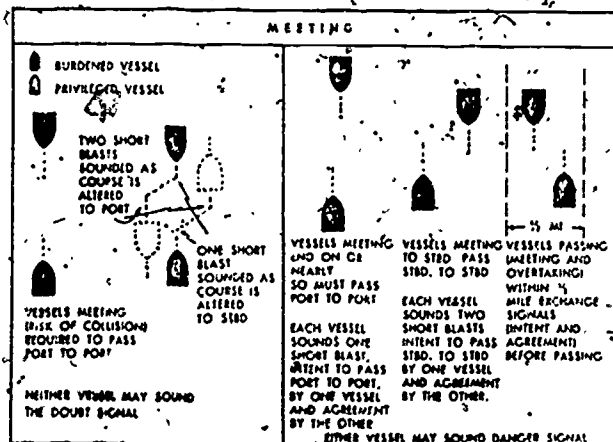 MEETING
BURDENED VESSEL
PRIVILEGED VESSEL
TWO SHORT
BLASTS
SOUNDED AS
COURSE IS
ALTERED
TO PORT
ONE SHORT
BLAST
SOUNDED AS
COURSE IS
ALTERED
TO STBD
VESSELS MEETING
(RISK OF COLLISION)
REQUIRED TO PASS
PORT TO PORT
NEITHER VESSEL MAY SOUND
THE DOUBT SIGNAL
VESSELS MEETING
END ON OR
NEARLY
SO MUST PASS
PORT TO PORT
EACH VESSEL
SOUNDS ONE
SHORT BLAST,
INTENT TO PASS
PORT TO PORT,
BY ONE VESSEL
AND AGREEMENT
BY THE OTHER
VESSELS MEETING
TO STBD PASS
STBD. TO STBD
EACH VESSEL
SOUNDS TWO
SHORT BLASTS
INTENT TO PASS
STBD. TO STBD
BY ONE VESSEL
AND AGREEMENT
BY THE OTHER.
½ MI
VESSELS PASSING
(MEETING AND
OVERTAKING)
WITHIN ½
MILE EXCHANGE
SIGNALS
(INTENT AND
AGREEMENT)
BEFORE PASSING
EITHER VESSEL MAY SOUND DANGER SIGNAL